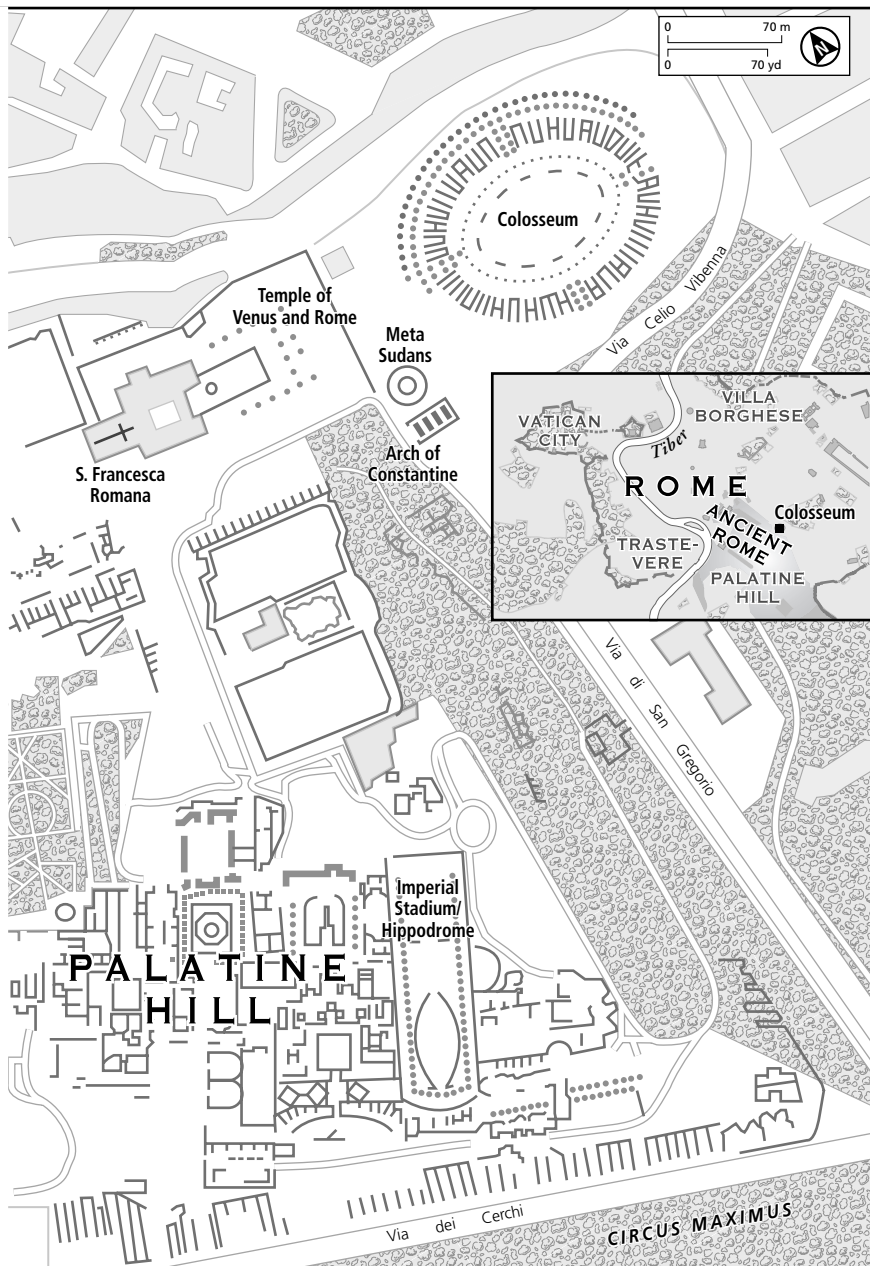 0 70 m
0 70 yd
N
Colosseum
Via Celio Vibenna
Temple of
Venus and Rome
Meta
Sudans
Arch of
Constantine
S. Francesca
Romana
VATICAN
CITY
VILLA
BORGHESE
Tiber
ROME
Colosseum
ANCIENT
ROME
TRASTE-
VERE
PALATINE
HILL
Via di San Gregorio
Imperial
Stadium/
Hippodrome
PALATINE
HILL
Via dei Cerchi
CIRCUS MAXIMUS